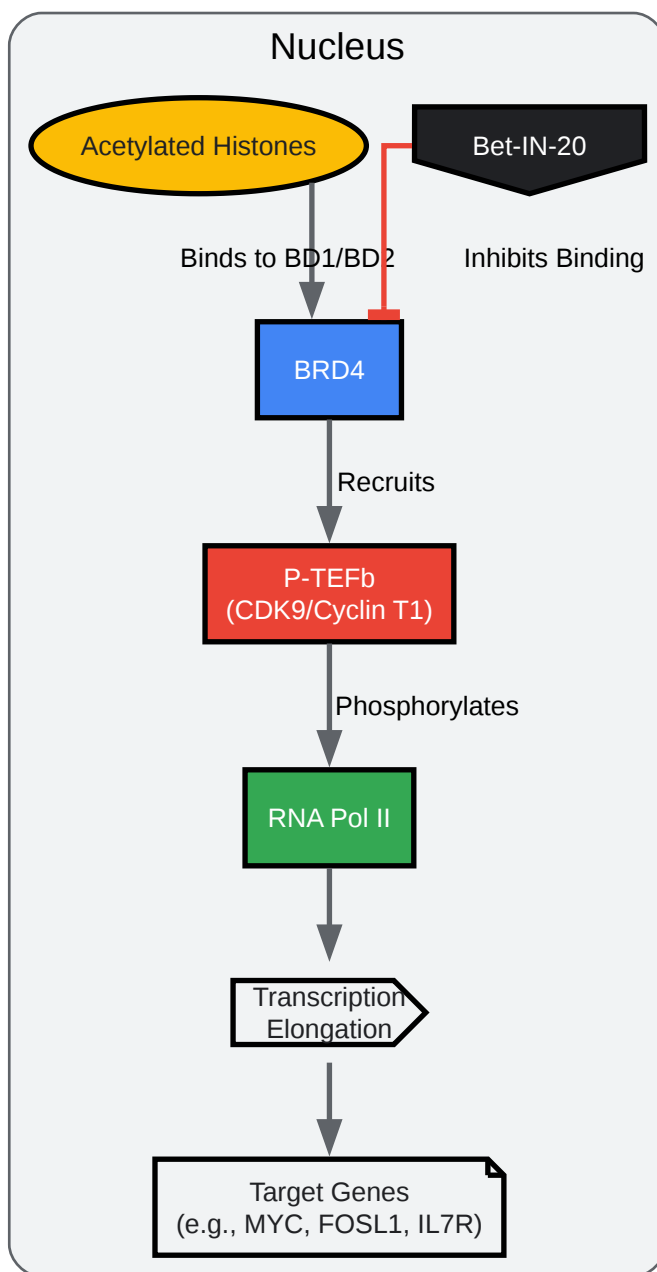 Nucleus
Acetylated Histones
Bet-IN-20
Binds to BD1/BD2
Inhibits Binding
BRD4
Recruits
P-TEFb
(CDK9/Cyclin T1)
Phosphorylates
RNA Pol II
Transcription
Elongation
Target Genes
(e.g., MYC, FOSL1, IL7R)